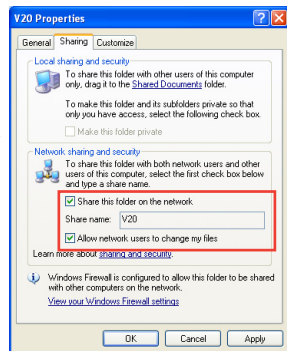 V20 Properties
General Sharing Customize
Local sharing and security
To share this folder with other users of this computer
only, drag it to the Shared Documents folder.
To make this folder and its subfolders private so that
only you have access, select the following check box.
Make this folder private
Network sharing and security
To share this folder with both network users and other
users of this computer, select the first check box below
and type a share name.
Share this folder on the network
Share name: V20
Allow network users to change my files
Learn more about sharing and security.
Windows Firewall is configured to allow this folder to be shared
with other computers on the network.
View your Windows Firewall settings
OK Cancel Apply